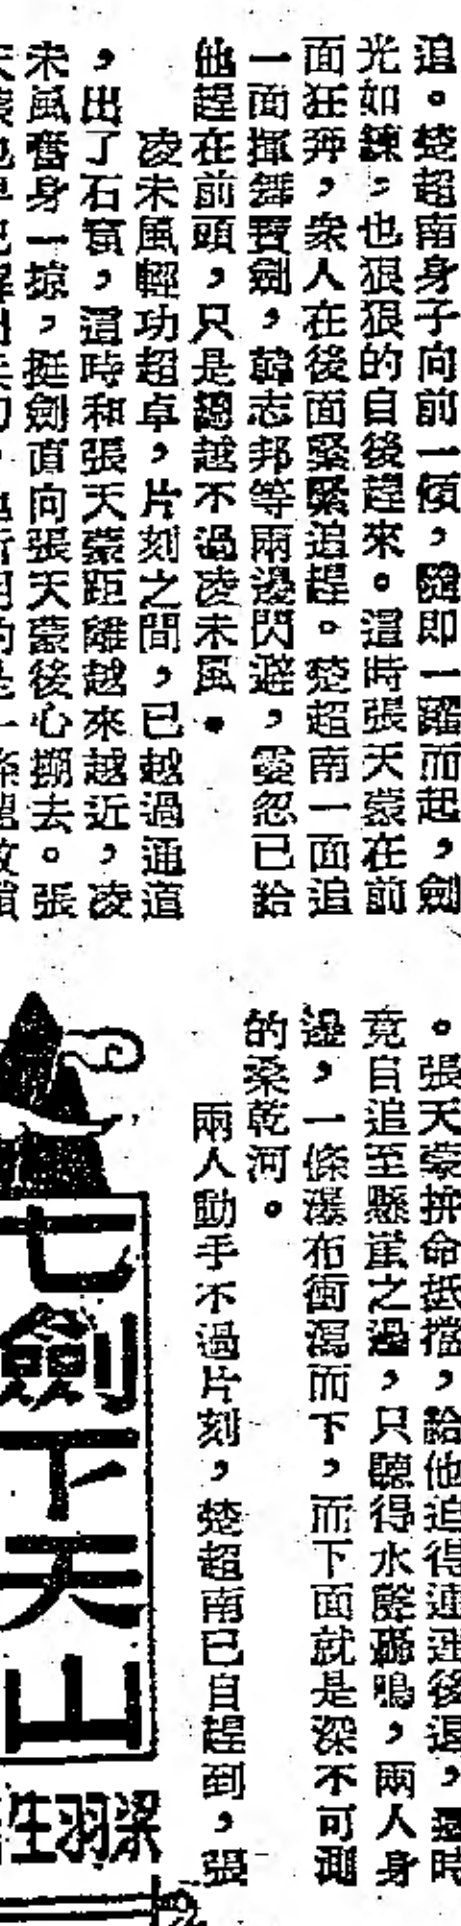 追。楚超南身子向前一傾,隨即一躍而起,劍
光如鍊,也狠狠的自後趕來。這時張天蒙在前
面狂奔,衆人在後面緊緊追趕。楚超南一面追
一面揮舞寶劍,韓志邦等兩邊閃避,霎忽已給
他趕在前頭,只是總越不過凌未風。
凌未風輕功超卓,片刻之間,已越過通道
,出了石窟,這時和張天蒙距離越來越近,凌
未風奮身一掠,挺劍直向張天蒙後心搠去。張
。張天蒙拚命抵擋,給他迫得連連後退,這時
竟自追至懸崖之邊,只聽得水聲轟鳴,兩人身
邊,一條瀑布衝瀉而下,而下面就是深不可測
的桑乾河。
兩人動手不過片刻,楚超南已自趕到,張
七劍下天山
梁羽生